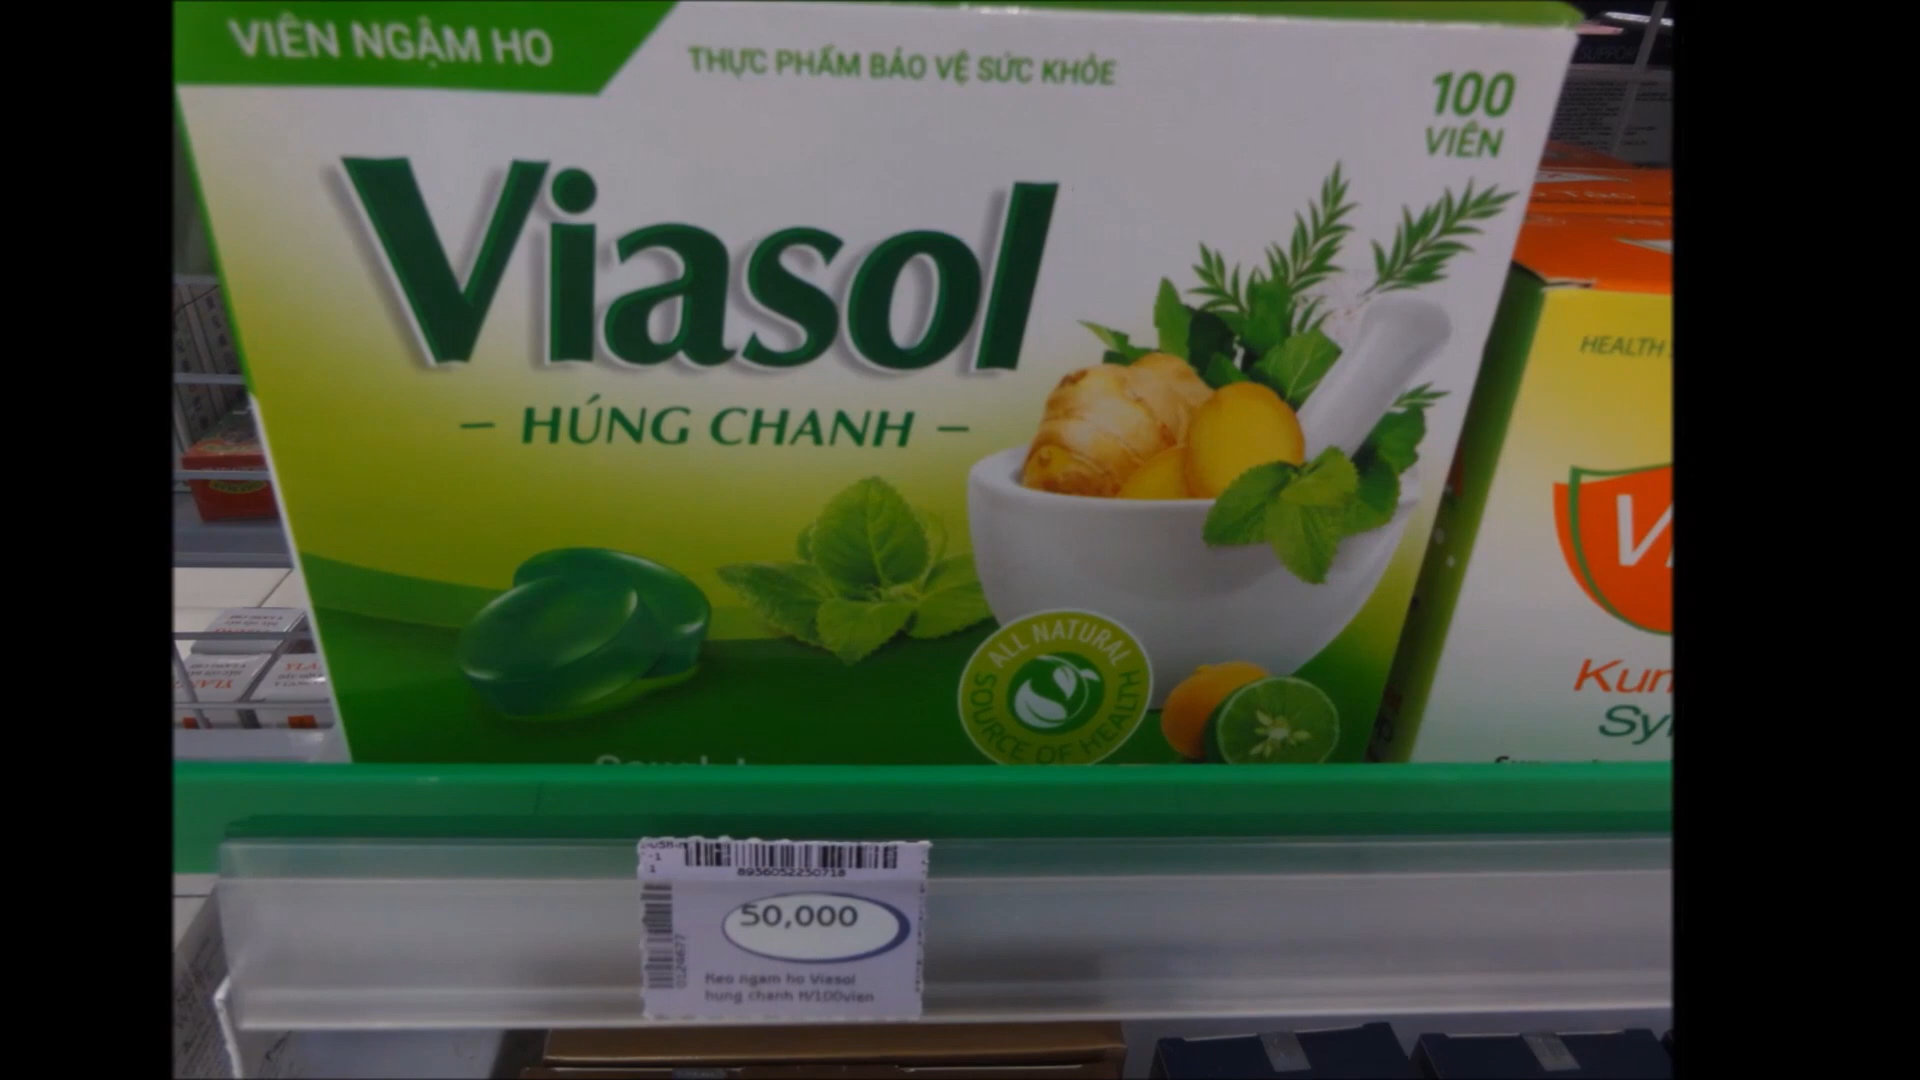 VIÊN NGẬM HO
THỰC PHẨM BẢO VỆ SỨC KHỎE
100
VIÊN
Viasol
– HÚNG CHANH –
ALL NATURAL
SOURCE OF HEALTH
HEALTH
Kun
Sy
8936052250718
50,000
0124677
Keo ngam ho Viasol
hung chanh H/100vien